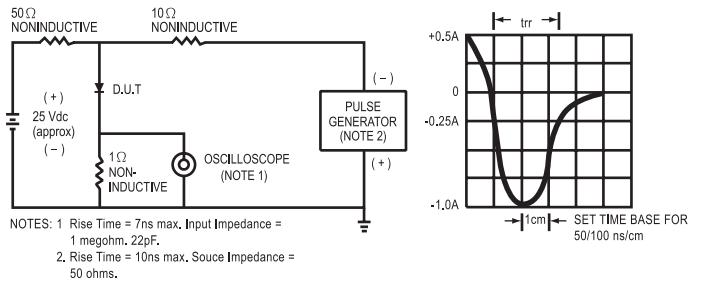 50Ω
NONINDUCTIVE
10Ω
NONINDUCTIVE
(+)
25 Vdc
(approx)
(−)
D.U.T
1Ω
NON-
INDUCTIVE
OSCILLOSCOPE
(NOTE 1)
(−)
PULSE
GENERATOR
(NOTE 2)
(+)
trr
+0.5A
0
-0.25A
-1.0A
1cm
SET TIME BASE FOR
50/100 ns/cm
NOTES: 1 Rise Time = 7ns max. Input Impedance =
1 megohm. 22pF.
2. Rise Time = 10ns max. Souce Impedance =
50 ohms.